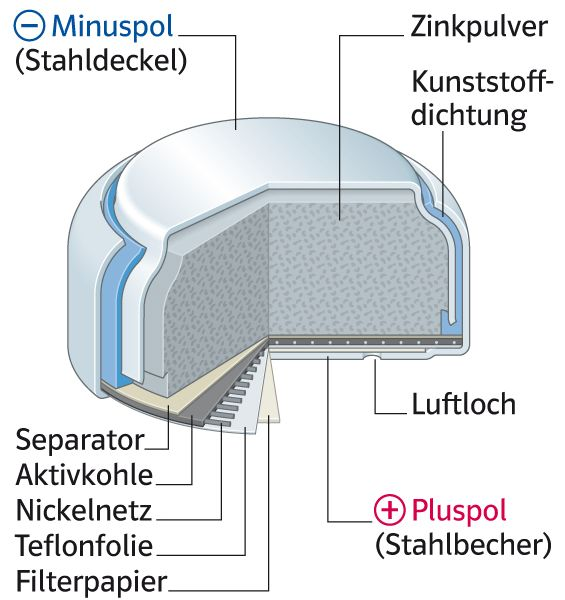 ⊖ Minuspol
(Stahldeckel)
Zinkpulver
Kunststoff-
dichtung
Luftloch
Separator
Aktivkohle
Nickelnetz
Teflonfolie
Filterpapier
⊕ Pluspol
(Stahlbecher)